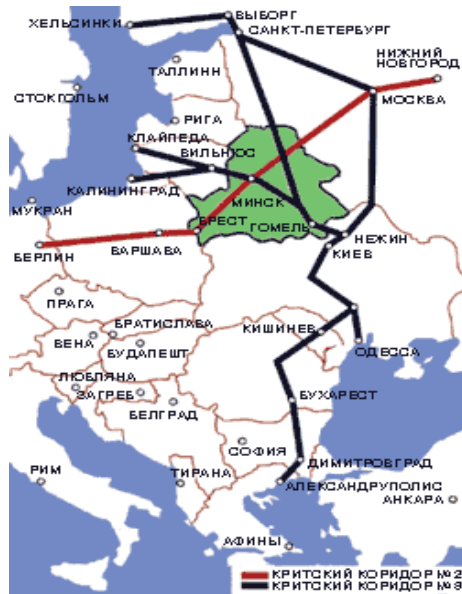 ХЕЛЬСИНКИ
ВЫБОРГ
САНКТ-ПЕТЕРБУРГ
НИЖНИЙ
НОВГОРОД
ТАЛЛИНН
СТОКГОЛЬМ
МОСКВА
РИГА
КЛАЙПЕДА
ВИЛЬНЮС
КАЛИНИНГРАД
МИНСК
МУКРАН
БРЕСТ
ГОМЕЛЬ
НЕЖИН
БЕРЛИН
ВАРШАВА
КИЕВ
ПРАГА
БРАТИСЛАВА
КИШИНЕВ
ВЕНА
БУДАПЕШТ
ОДЕССА
ЛЮБЛЯНА
ЗАГРЕБ
БЕЛГРАД
БУХАРЕСТ
СОФИЯ
ДИМИТРОВГРАД
РИМ
ТИРАНА
АЛЕКСАНДРУПОЛИС
АНКАРА
АФИНЫ
КРИТСКИЙ КОРИДОР №2
КРИТСКИЙ КОРИДОР №9